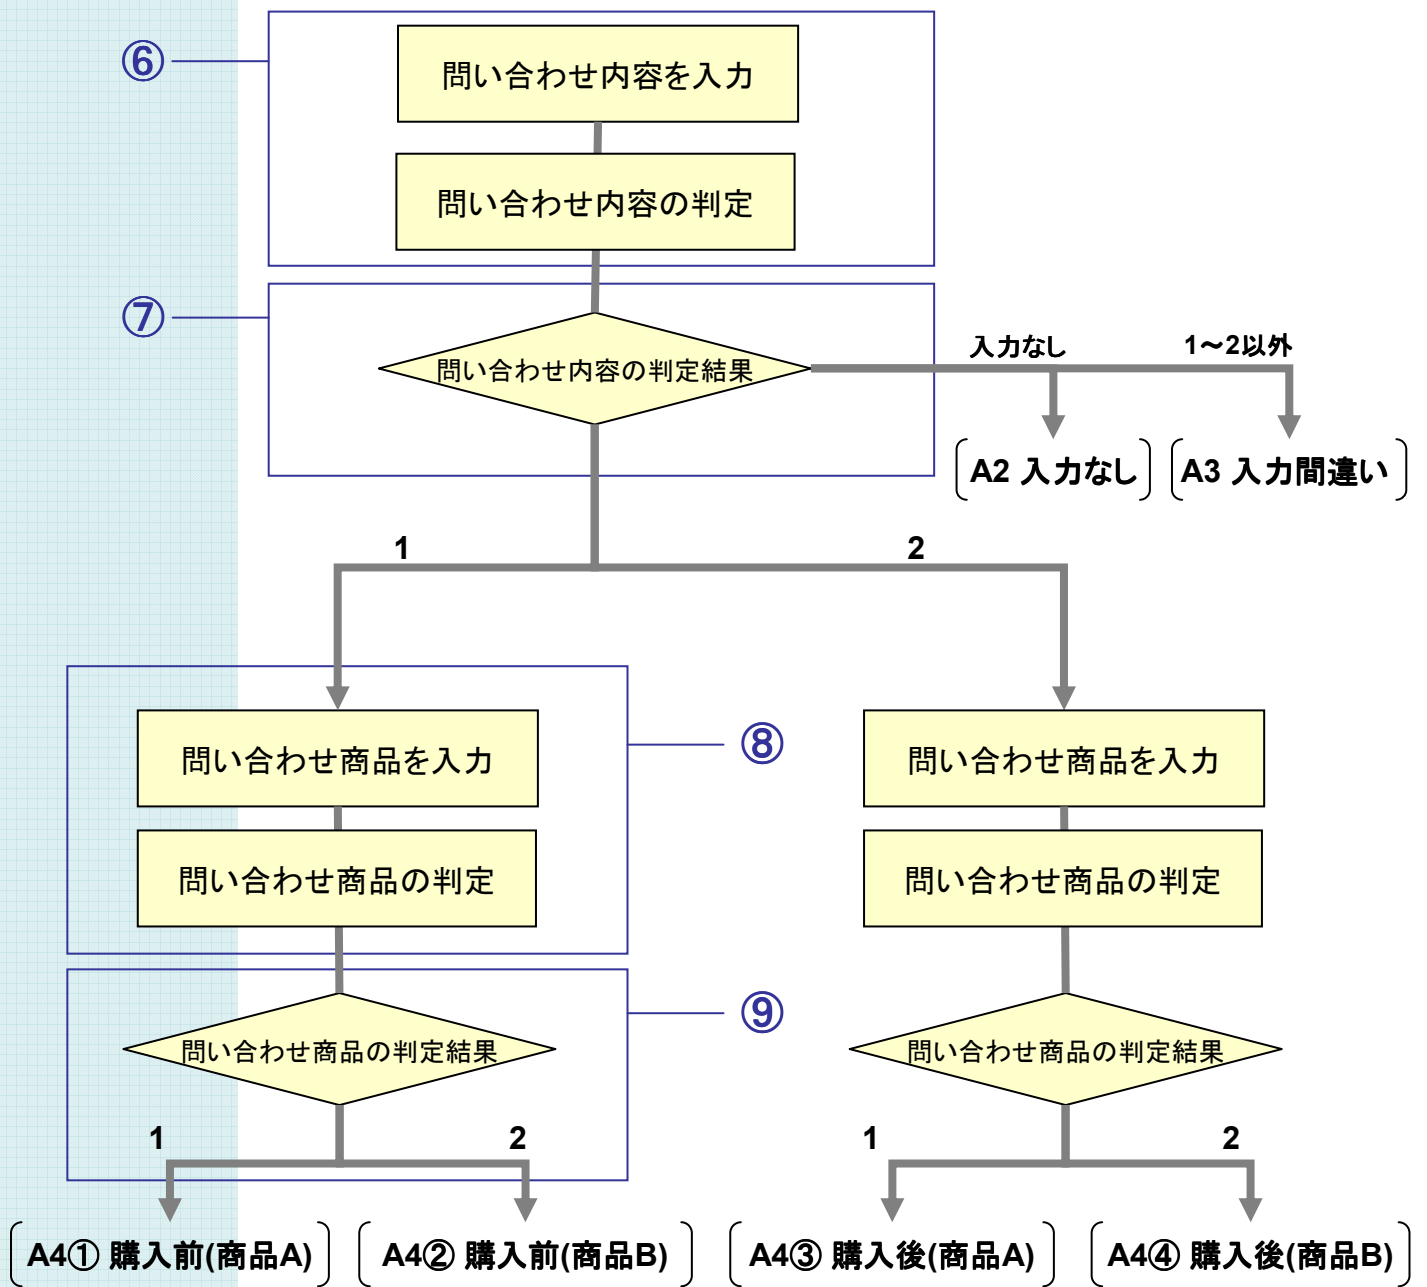 ⑥
問い合わせ内容を入力
問い合わせ内容の判定
⑦
問い合わせ内容の判定結果
入力なし
1～2以外
A2 入力なし
A3 入力間違い
1
2
問い合わせ商品を入力
⑧
問い合わせ商品を入力
問い合わせ商品の判定
問い合わせ商品の判定
⑨
問い合わせ商品の判定結果
問い合わせ商品の判定結果
1
2
1
2
A4① 購入前(商品A)
A4② 購入前(商品B)
A4③ 購入後(商品A)
A4④ 購入後(商品B)